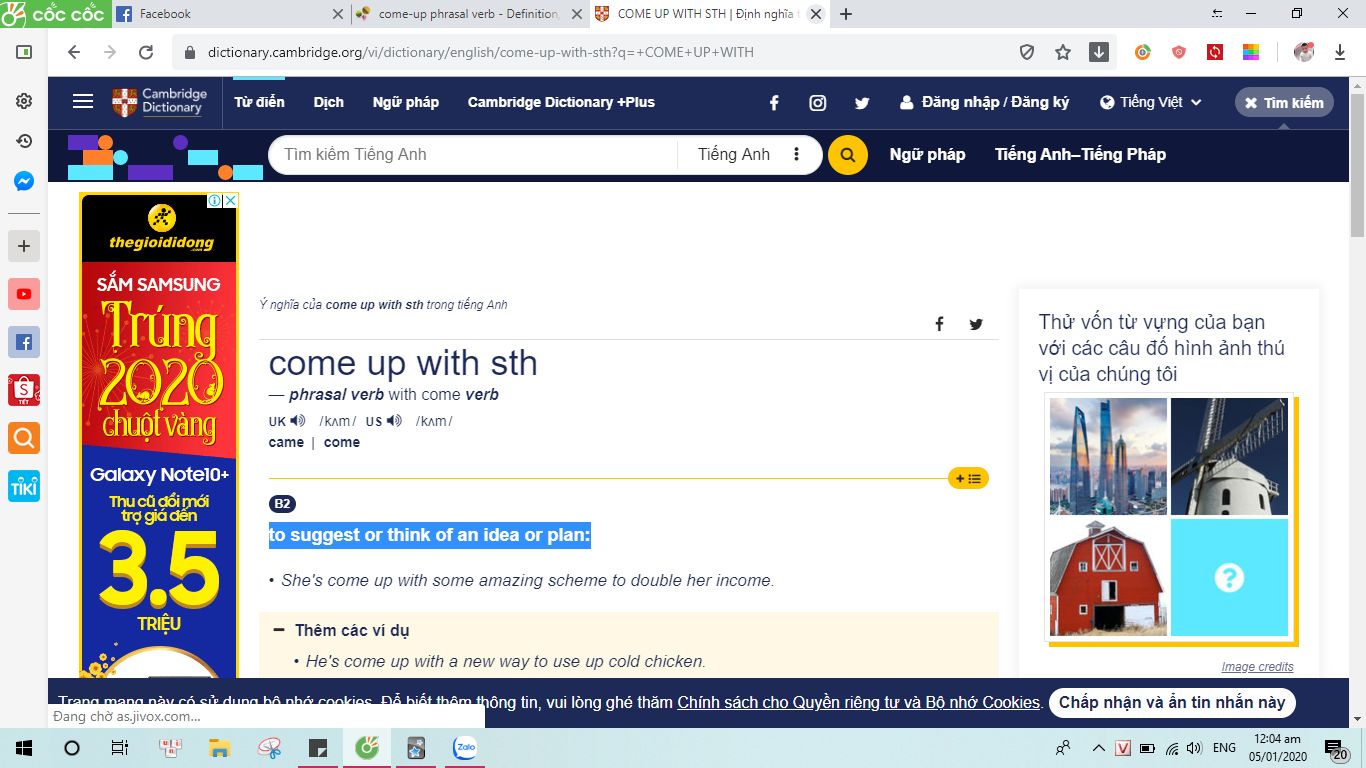 cốc cốc
Facebook
come-up phrasal verb - Definition,
COME UP WITH STH | Định nghĩa t
dictionary.cambridge.org/vi/dictionary/english/come-up-with-sth?q=+COME+UP+WITH
Cambridge
Dictionary
Từ điển
Dịch
Ngữ pháp
Cambridge Dictionary +Plus
Đăng nhập / Đăng ký
Tiếng Việt
Tìm kiếm
Tìm kiếm Tiếng Anh
Tiếng Anh
Ngữ pháp
Tiếng Anh–Tiếng Pháp
thegioididong
.com
SẮM SAMSUNG
Trúng
2020
chuột vàng
Galaxy Note10+
Thu cũ đổi mới
trợ giá đến
3.5
TRIỆU
TẾT
TIKI
Ý nghĩa của come up with sth trong tiếng Anh
come up with sth
— phrasal verb with come verb
UK /kʌm/ US /kʌm/
came | come
B2
to suggest or think of an idea or plan:
• She's come up with some amazing scheme to double her income.
Thêm các ví dụ
• He's come up with a new way to use up cold chicken.
Thử vốn từ vựng của bạn
với các câu đố hình ảnh thú
vị của chúng tôi
?
Image credits
Trang mạng này có sử dụng bộ nhớ cookies. Để biết thêm thông tin, vui lòng ghé thăm Chính sách cho Quyền riêng tư và Bộ nhớ Cookies.
Chấp nhận và ẩn tin nhắn này
Đang chờ as.jivox.com...
Zalo
V
ENG
12:04 am
05/01/2020
20